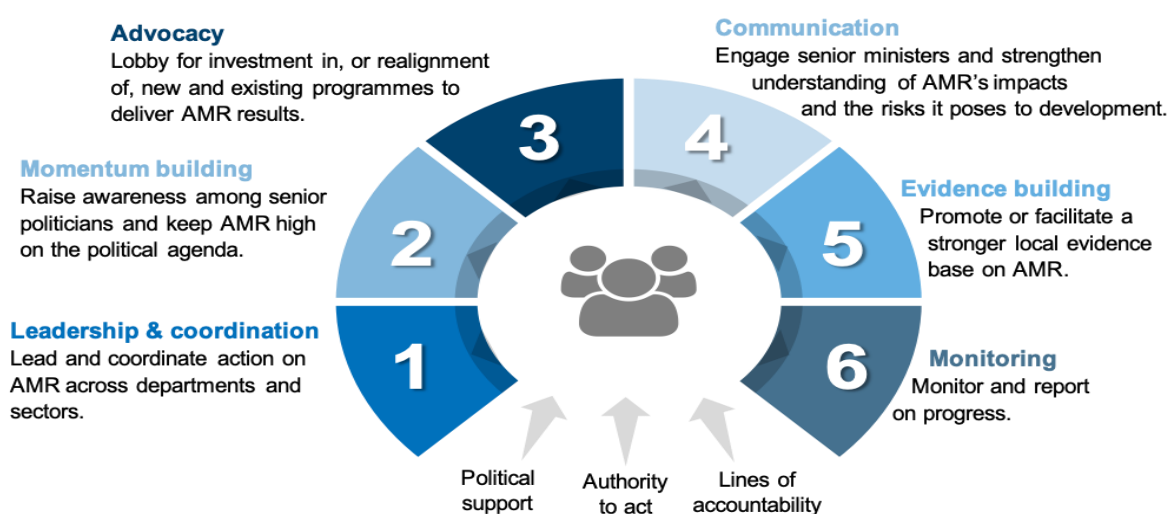 Leadership & coordination
Lead and coordinate action on
AMR across departments and
sectors.
1
Momentum building
Raise awareness among senior
politicians and keep AMR high
on the political agenda.
2
Advocacy
Lobby for investment in, or realignment
of, new and existing programmes to
deliver AMR results.
3
Communication
Engage senior ministers and strengthen
understanding of AMR's impacts
and the risks it poses to development.
4
Evidence building
Promote or facilitate a
stronger local evidence
base on AMR.
5
Monitoring
Monitor and report
on progress.
6
Political
support
Authority
to act
Lines of
accountability